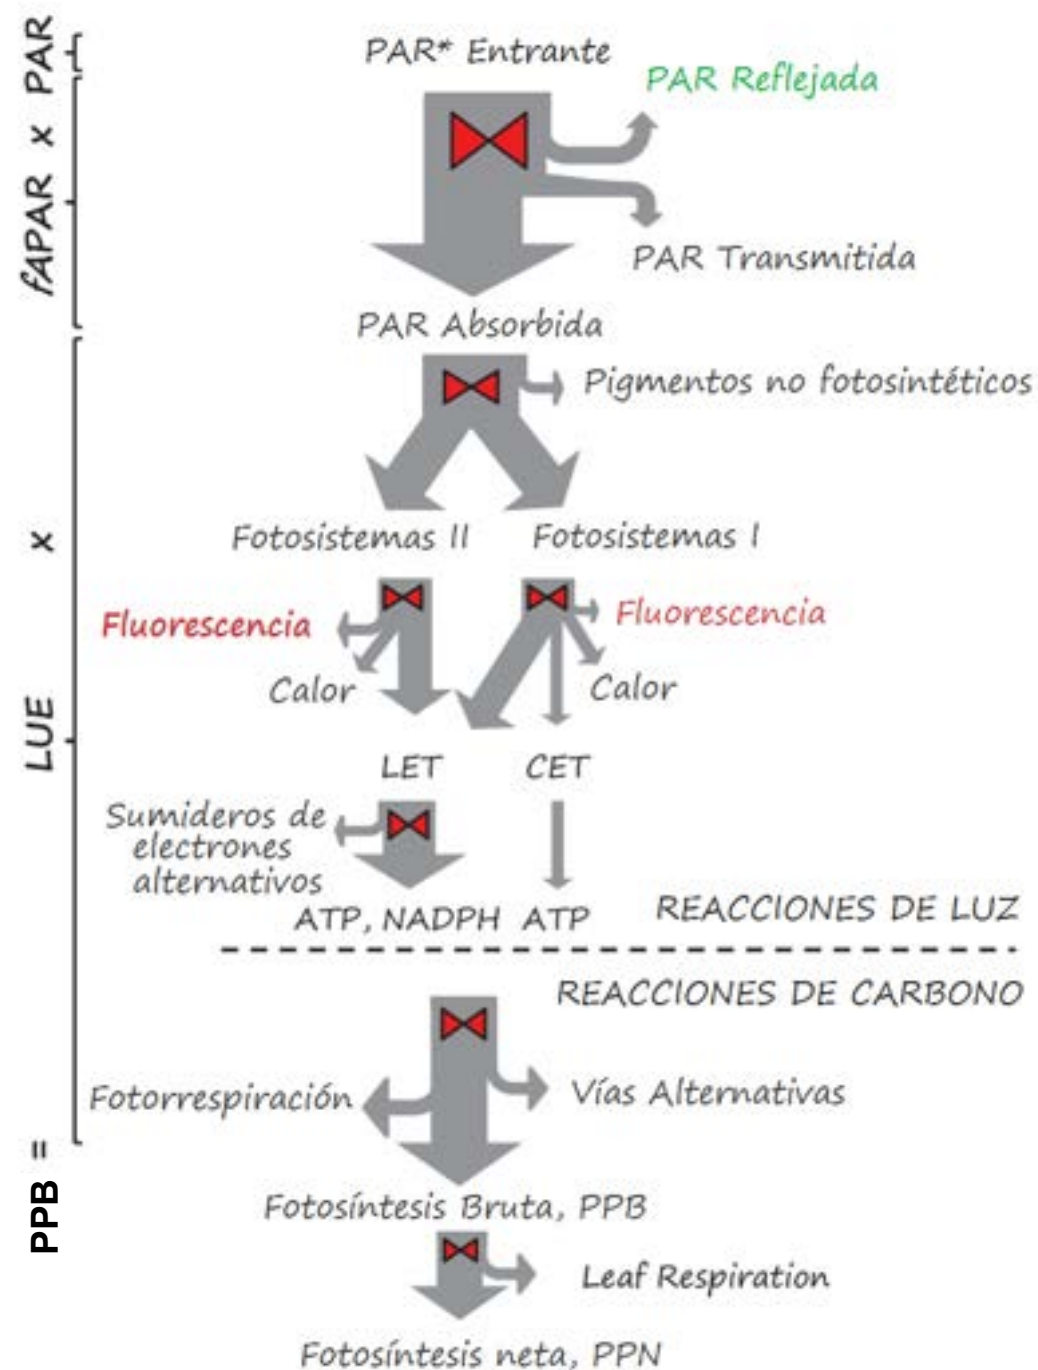 PAR* Entrante
PAR Reflejada
PAR Transmitida
PAR Absorbida
Pigmentos no fotosintéticos
Fotosistemas II
Fotosistemas I
Fluorescencia
Fluorescencia
Calor
Calor
LET
CET
Sumideros de
electrones
alternativos
ATP, NADPH
ATP
REACCIONES DE LUZ
REACCIONES DE CARBONO
Fotorrespiración
Vías Alternativas
Fotosíntesis Bruta, PPB
Leaf Respiration
Fotosíntesis neta, PPN
PPB = LUE x fAPAR x PAR